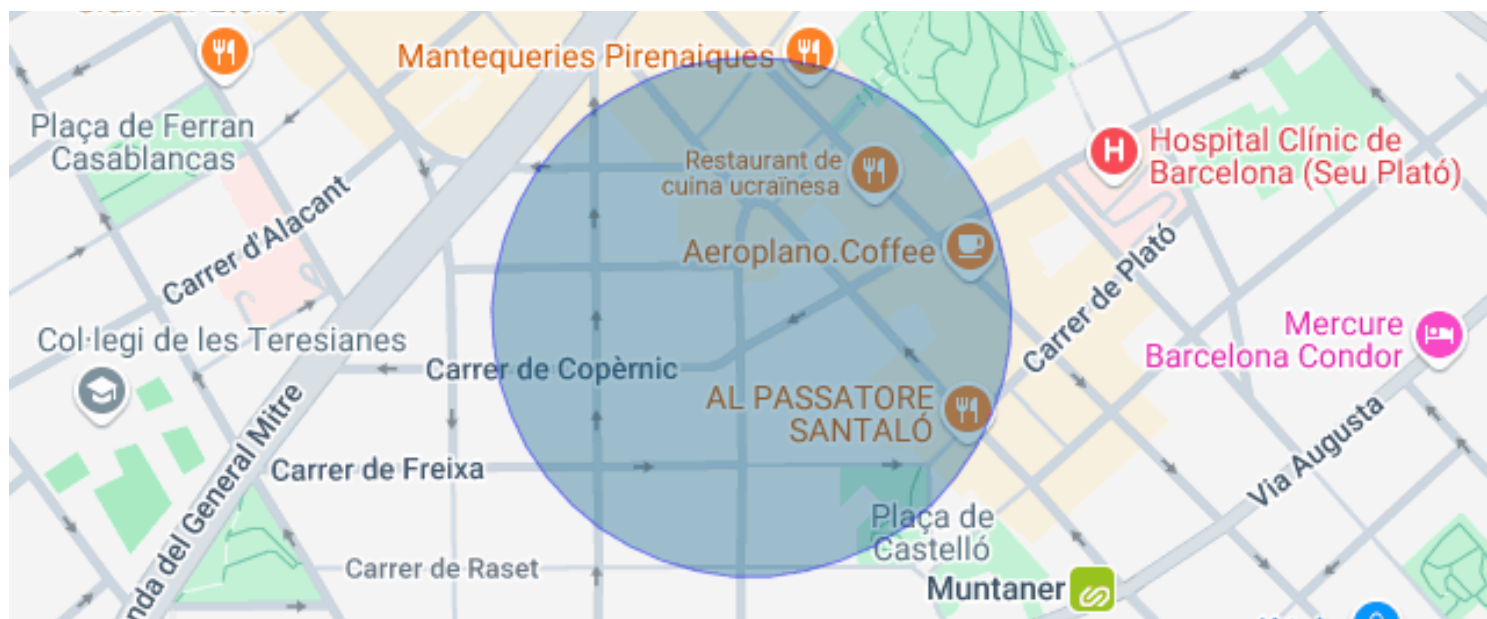 Mantequeries Pirenaiques
Plaça de Ferran
Casablancas
Hospital Clínic de
Barcelona (Seu Plató)
Restaurant de
cuina ucraïnesa
Carrer d'Alacant
Aeroplano.Coffee
Carrer de Plató
Col·legi de les Teresianes
Mercure
Barcelona Condor
Carrer de Copèrnic
AL PASSATORE
SANTALÓ
Via Augusta
Carrer de Freixa
nda del General Mitre
Plaça de
Castelló
Carrer de Raset
Muntaner